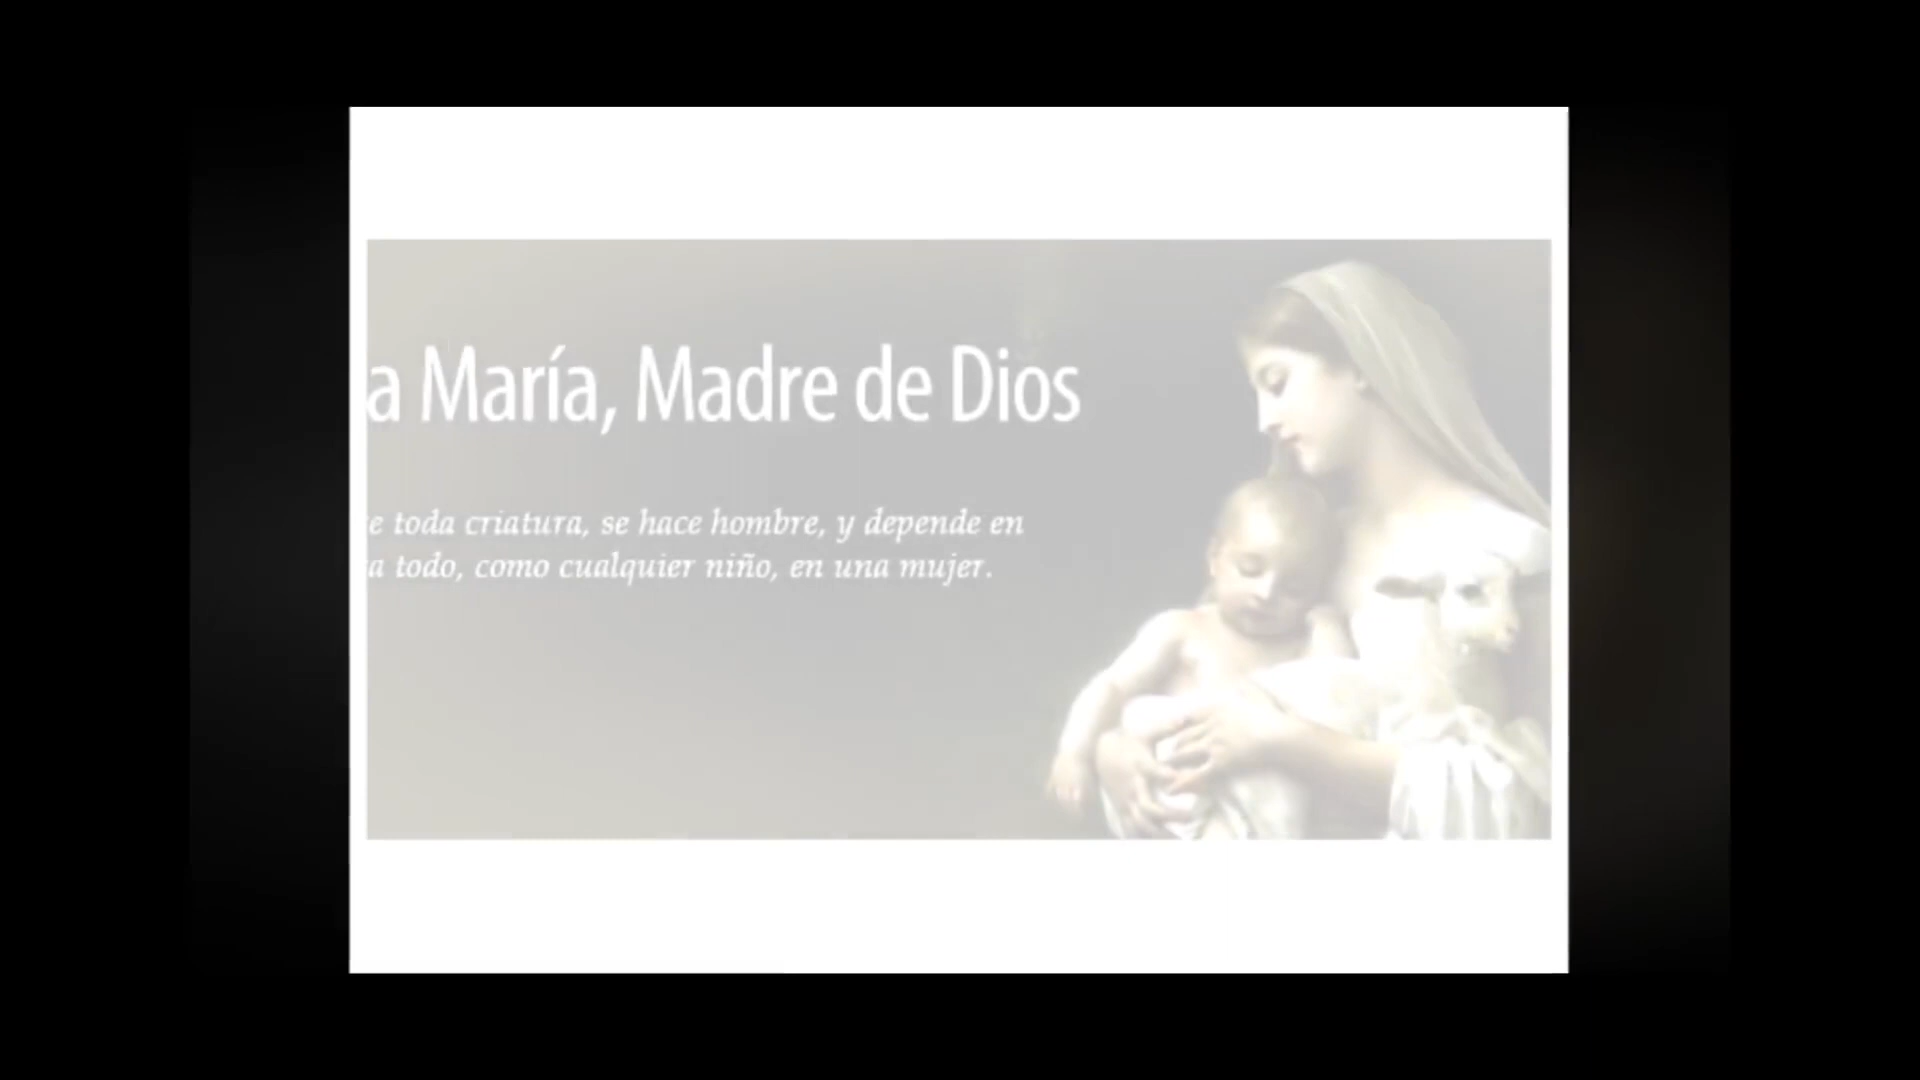 a María, Madre de Dios
e toda criatura, se hace hombre, y depende en
a todo, como cualquier niño, en una mujer.